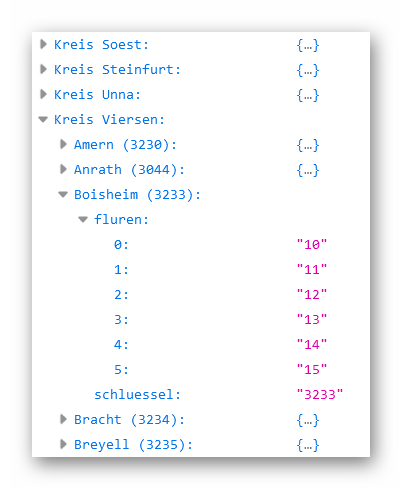 Kreis Soest: {…}
Kreis Steinfurt: {…}
Kreis Unna: {…}
Kreis Viersen:
Amern (3230): {…}
Anrath (3044): {…}
Boisheim (3233):
fluren:
0: "10"
1: "11"
2: "12"
3: "13"
4: "14"
5: "15"
schluessel: "3233"
Bracht (3234): {…}
Breyell (3235): {…}